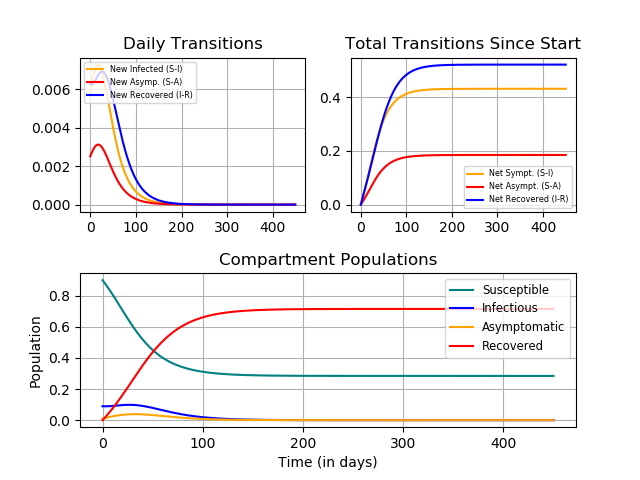 Daily Transitions
Total Transitions Since Start
New Infected (S-I)
New Asymp. (S-A)
New Recovered (I-R)
0.006
0.004
0.002
0.000
0 100 200 300 400
0.4
0.2
0.0
Net Sympt. (S-I)
Net Asympt. (S-A)
Net Recovered (I-R)
0 100 200 300 400
Compartment Populations
Population
0.8
0.6
0.4
0.2
0.0
Susceptible
Infectious
Asymptomatic
Recovered
0 100 200 300 400
Time (in days)